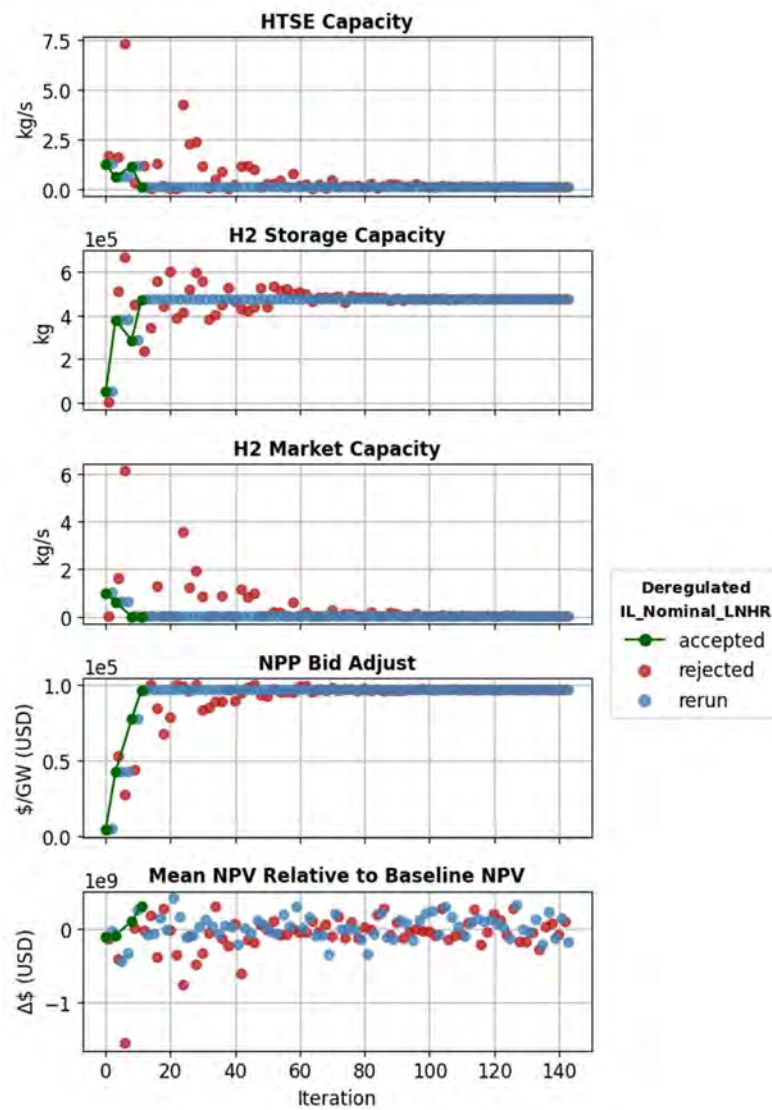 HTSE Capacity
7.5
5.0
2.5
0.0
kg/s
1e5
H2 Storage Capacity
6
4
2
0
kg
H2 Market Capacity
6
4
2
0
kg/s
1e5
NPP Bid Adjust
1.0
0.5
0.0
$/GW (USD)
1e9
Mean NPV Relative to Baseline NPV
0
−1
Δ$ (USD)
0 20 40 60 80 100 120 140
Iteration
Deregulated
IL_Nominal_LNHR
accepted
rejected
rerun